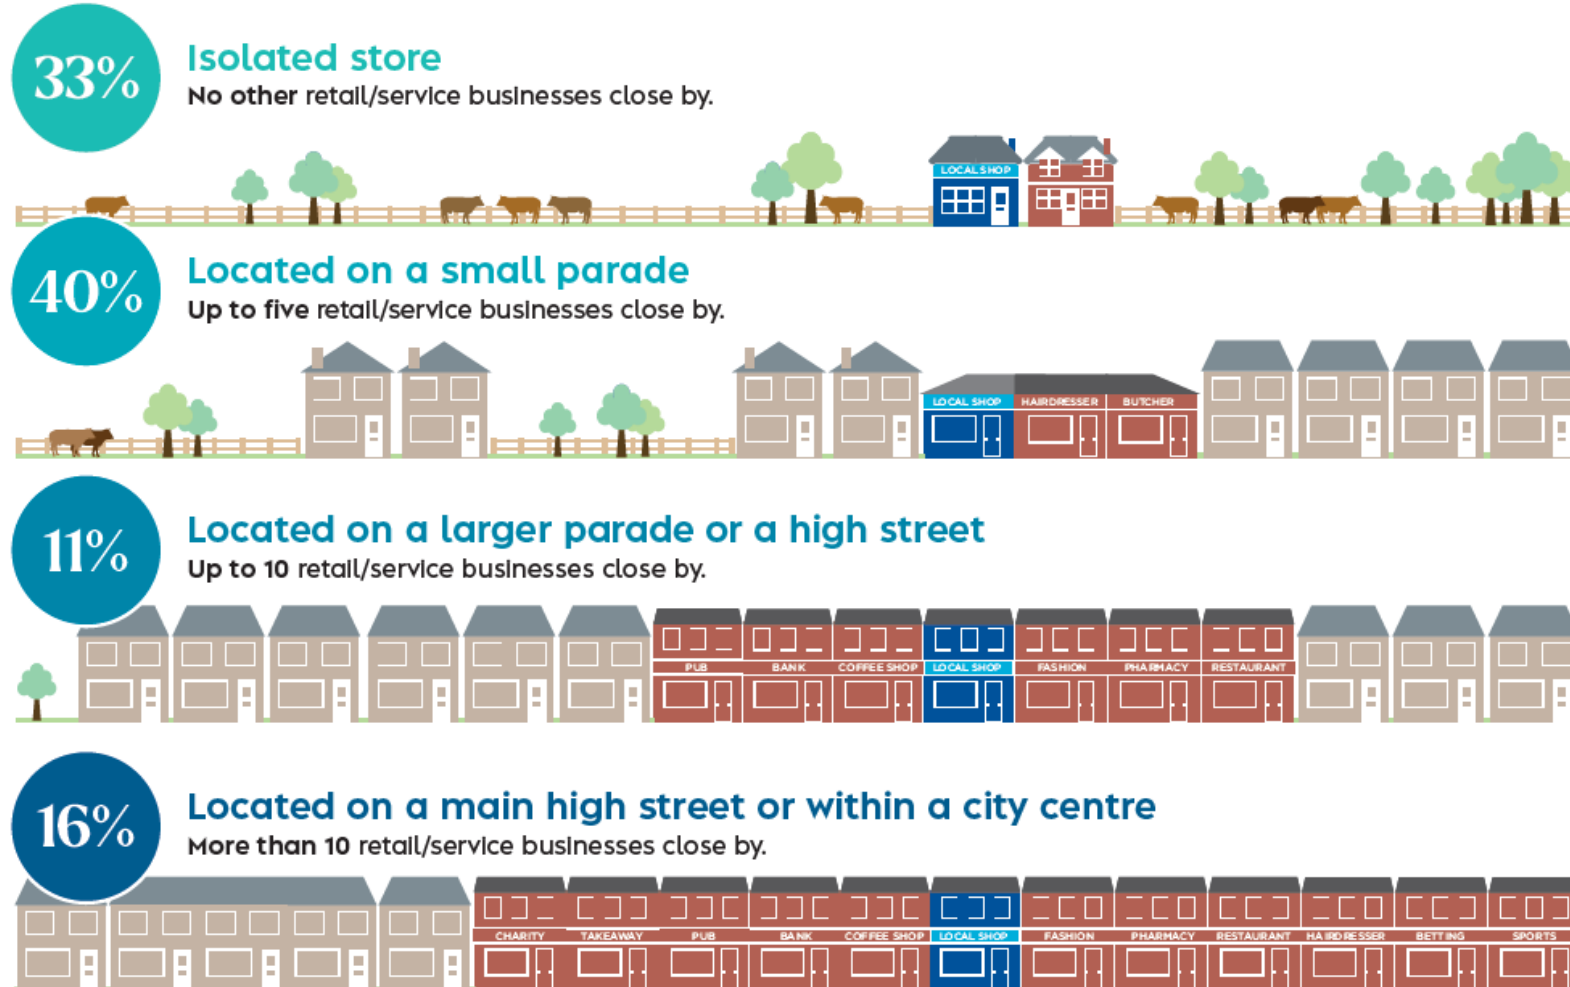 33%
Isolated store
No other retail/service businesses close by.
LOCAL SHOP
40%
Located on a small parade
Up to five retail/service businesses close by.
LOCAL SHOP HAIRDRESSER BUTCHER
11%
Located on a larger parade or a high street
Up to 10 retail/service businesses close by.
PUB BANK COFFEE SHOP LOCAL SHOP FASHION PHARMACY RESTAURANT
16%
Located on a main high street or within a city centre
More than 10 retail/service businesses close by.
CHARITY TAKEAWAY PUB BANK COFFEE SHOP LOCAL SHOP FASHION PHARMACY RESTAURANT HAIRDRESSER BETTING SPORTS